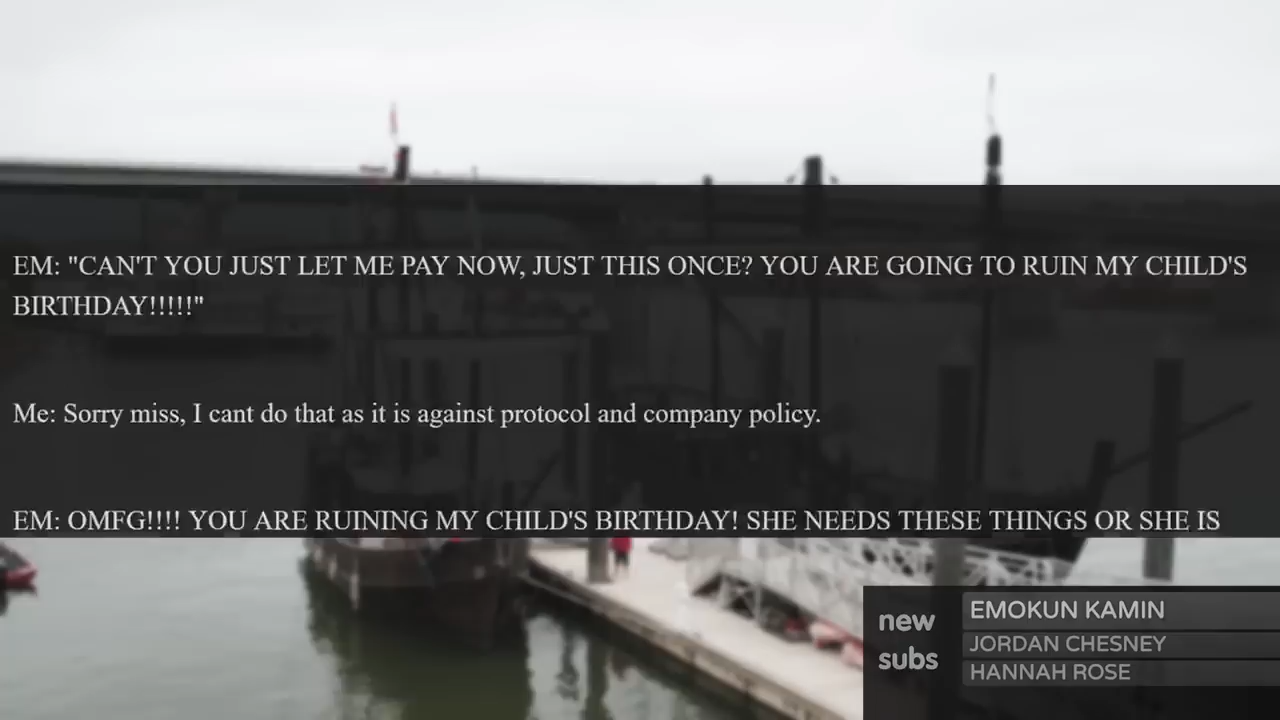 EM: "CAN'T YOU JUST LET ME PAY NOW, JUST THIS ONCE? YOU ARE GOING TO RUIN MY CHILD'S
BIRTHDAY!!!!!"
Me: Sorry miss, I cant do that as it is against protocol and company policy.
EM: OMFG!!!! YOU ARE RUINING MY CHILD'S BIRTHDAY! SHE NEEDS THESE THINGS OR SHE IS
new
subs
EMOKUN KAMIN
JORDAN CHESNEY
HANNAH ROSE